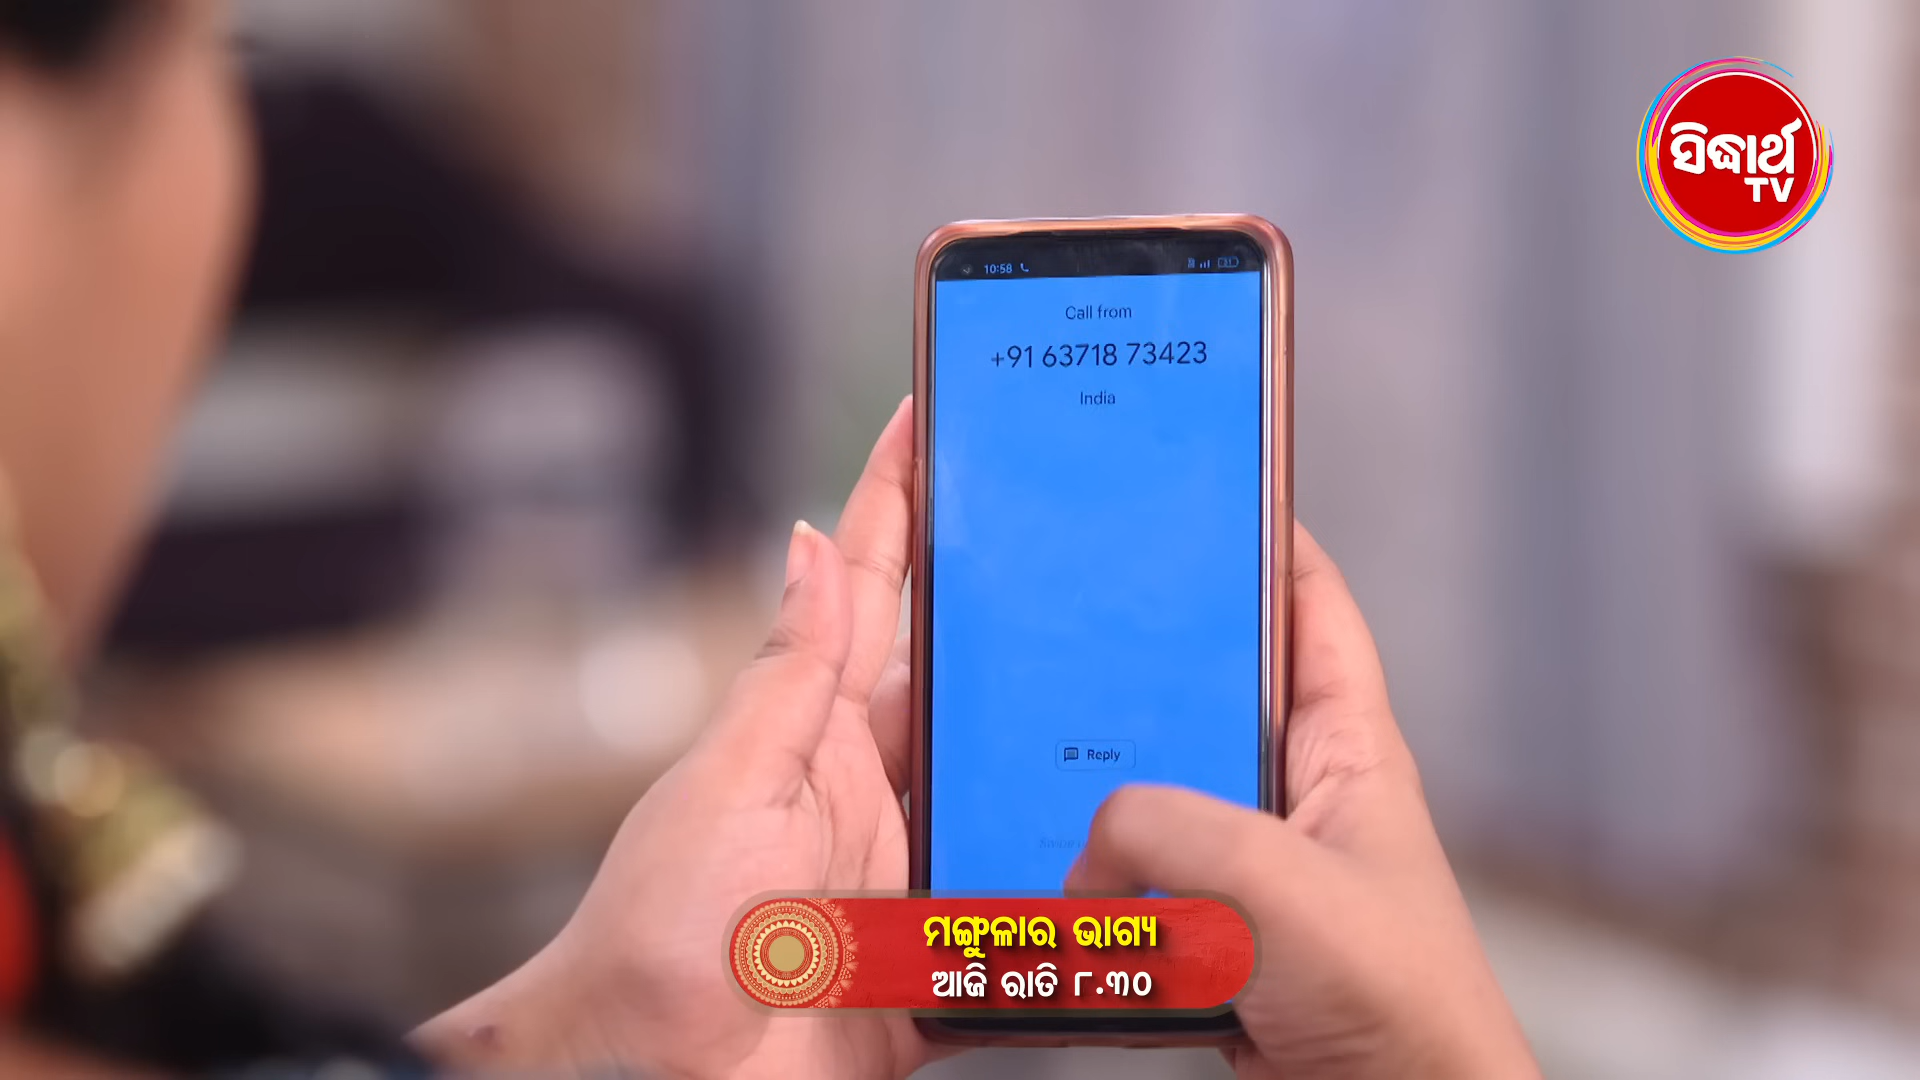 ସିଦ୍ଧାର୍ଥ
TV
10:58
Call from
+91 63718 73423
India
Reply
ମଙ୍ଗୁଳାର ଭାଗ୍ୟ
ଆଜି ରାତି ୮.୩୦